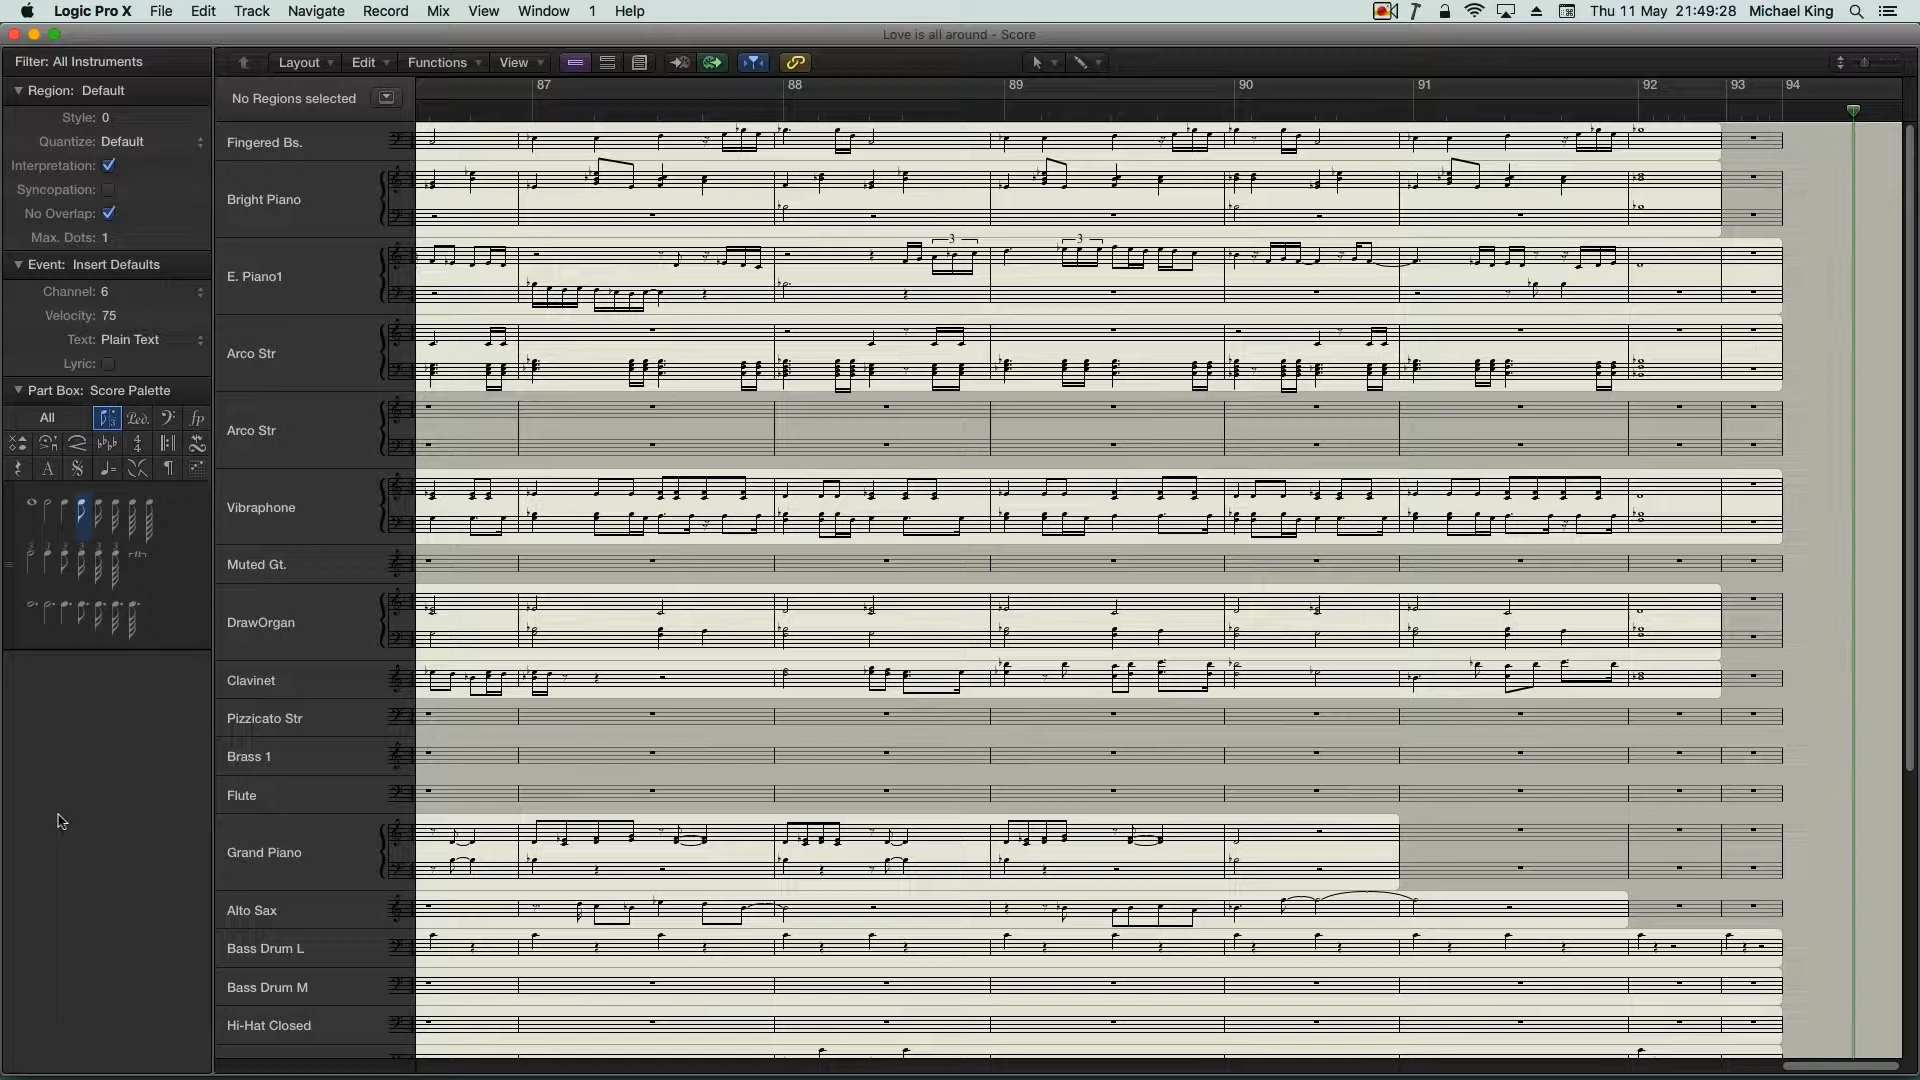 Logic Pro X File Edit Track Navigate Record Mix View Window 1 Help Thu 11 May 21:49:28 Michael King
Love is all around - Score
Filter: All Instruments
Layout Edit Functions View
Region: Default
Style: 0
Quantize: Default
Interpretation:
Syncopation:
No Overlap:
Max. Dots: 1
Event: Insert Defaults
Channel: 6
Velocity: 75
Text: Plain Text
Lyric:
Part Box: Score Palette
All
No Regions selected
87 88 89 90 91 92 93 94
Fingered Bs.
Bright Piano
E. Piano1
3 3
Arco Str
Arco Str
Vibraphone
Muted Gt.
DrawOrgan
Clavinet
Pizzicato Str
Brass 1
Flute
Grand Piano
Alto Sax
Bass Drum L
Bass Drum M
Hi-Hat Closed